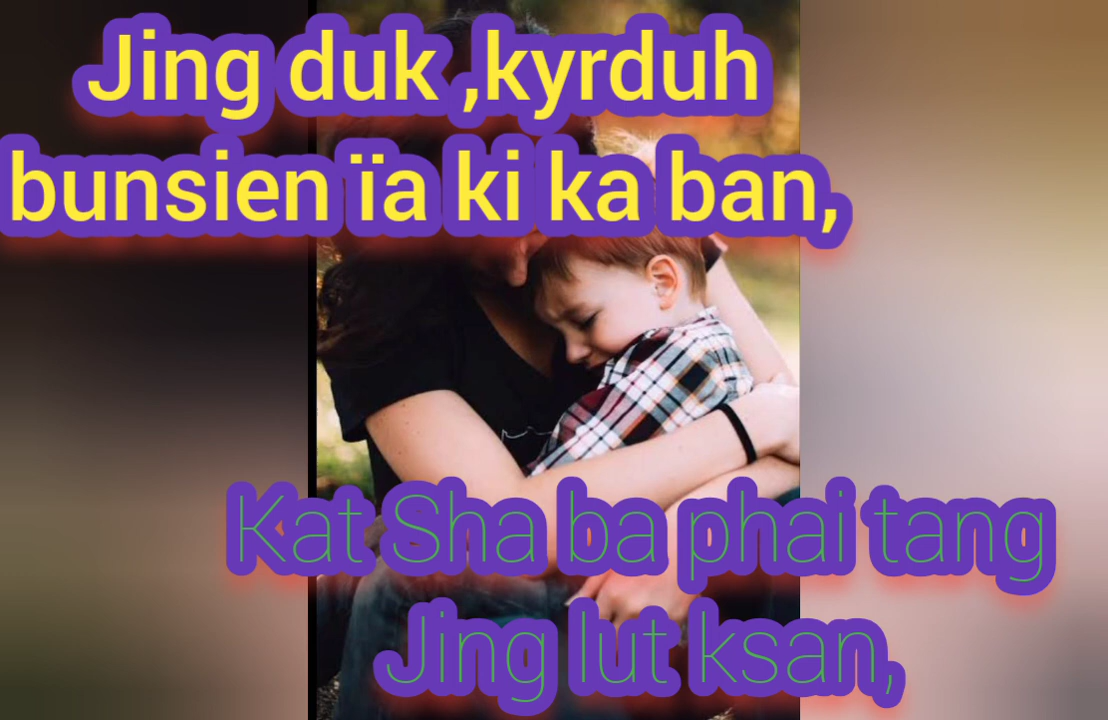 Jing duk ,kyrduh
bunsien ïa ki ka ban,
Kat Sha ba phai tang
Jing lut ksan,